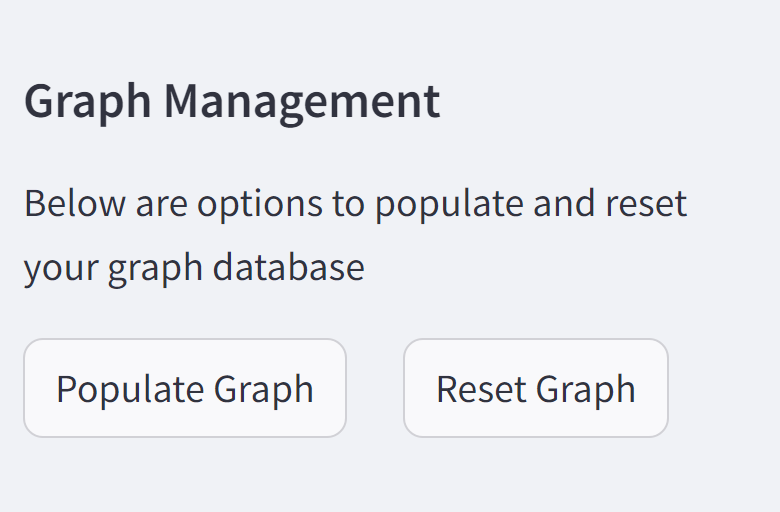 Graph Management
Below are options to populate and reset
your graph database
Populate Graph
Reset Graph